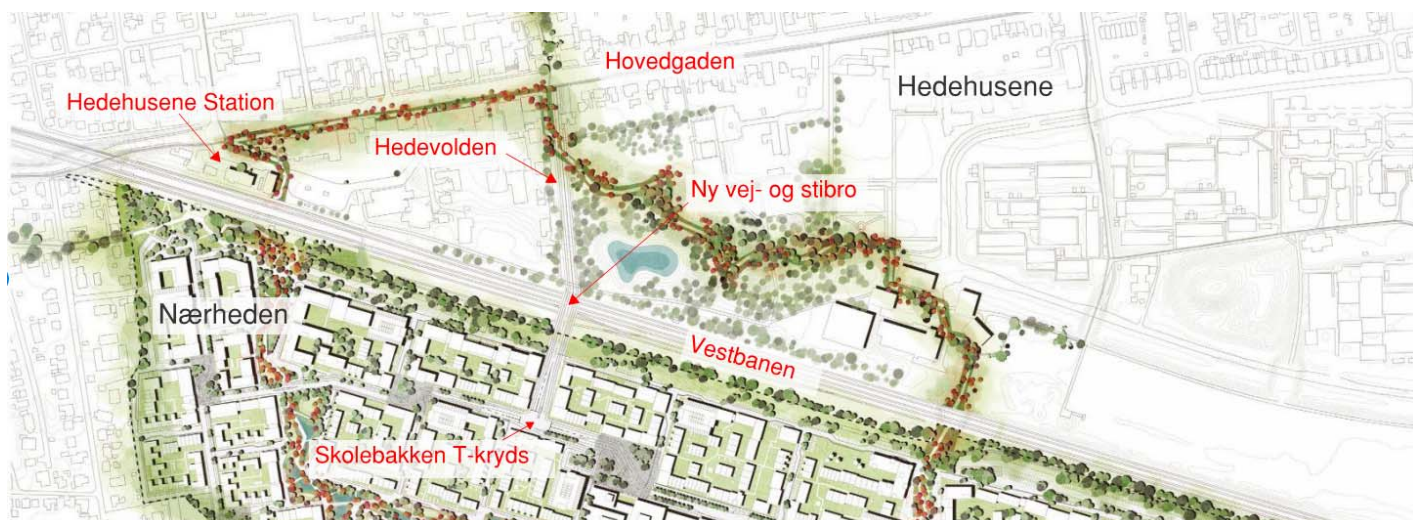 Hovedgaden
Hedehusene
Hedehusene Station
Hedevolden
Ny vej- og stibro
Nærheden
Vestbanen
Skolebakken T-kryds